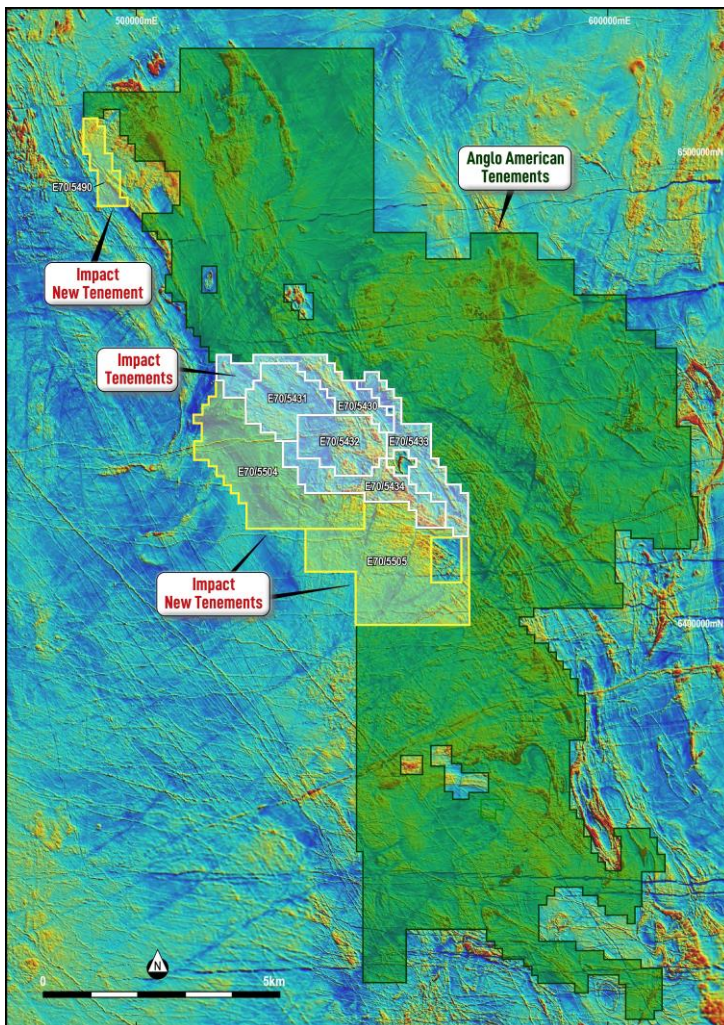 500000mE
600000mE
6500000mN
Anglo American
Tenements
E70/5490
Impact
New Tenement
Impact
Tenements
E70/5431
E70/5430
E70/5432
E70/5433
E70/5504
E70/5434
E70/5505
Impact
New Tenements
6400000mN
N
0
5km